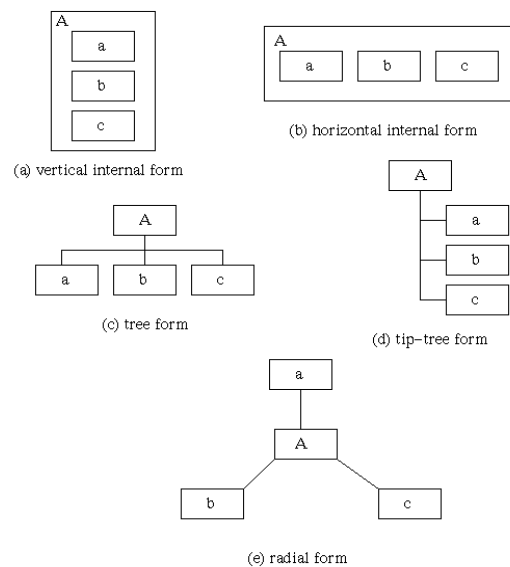 A
a
b
c
(a) vertical internal form
A
a b c
(b) horizontal internal form
A
a b c
(c) tree form
A
a
b
c
(d) tip-tree form
a
A
b c
(e) radial form